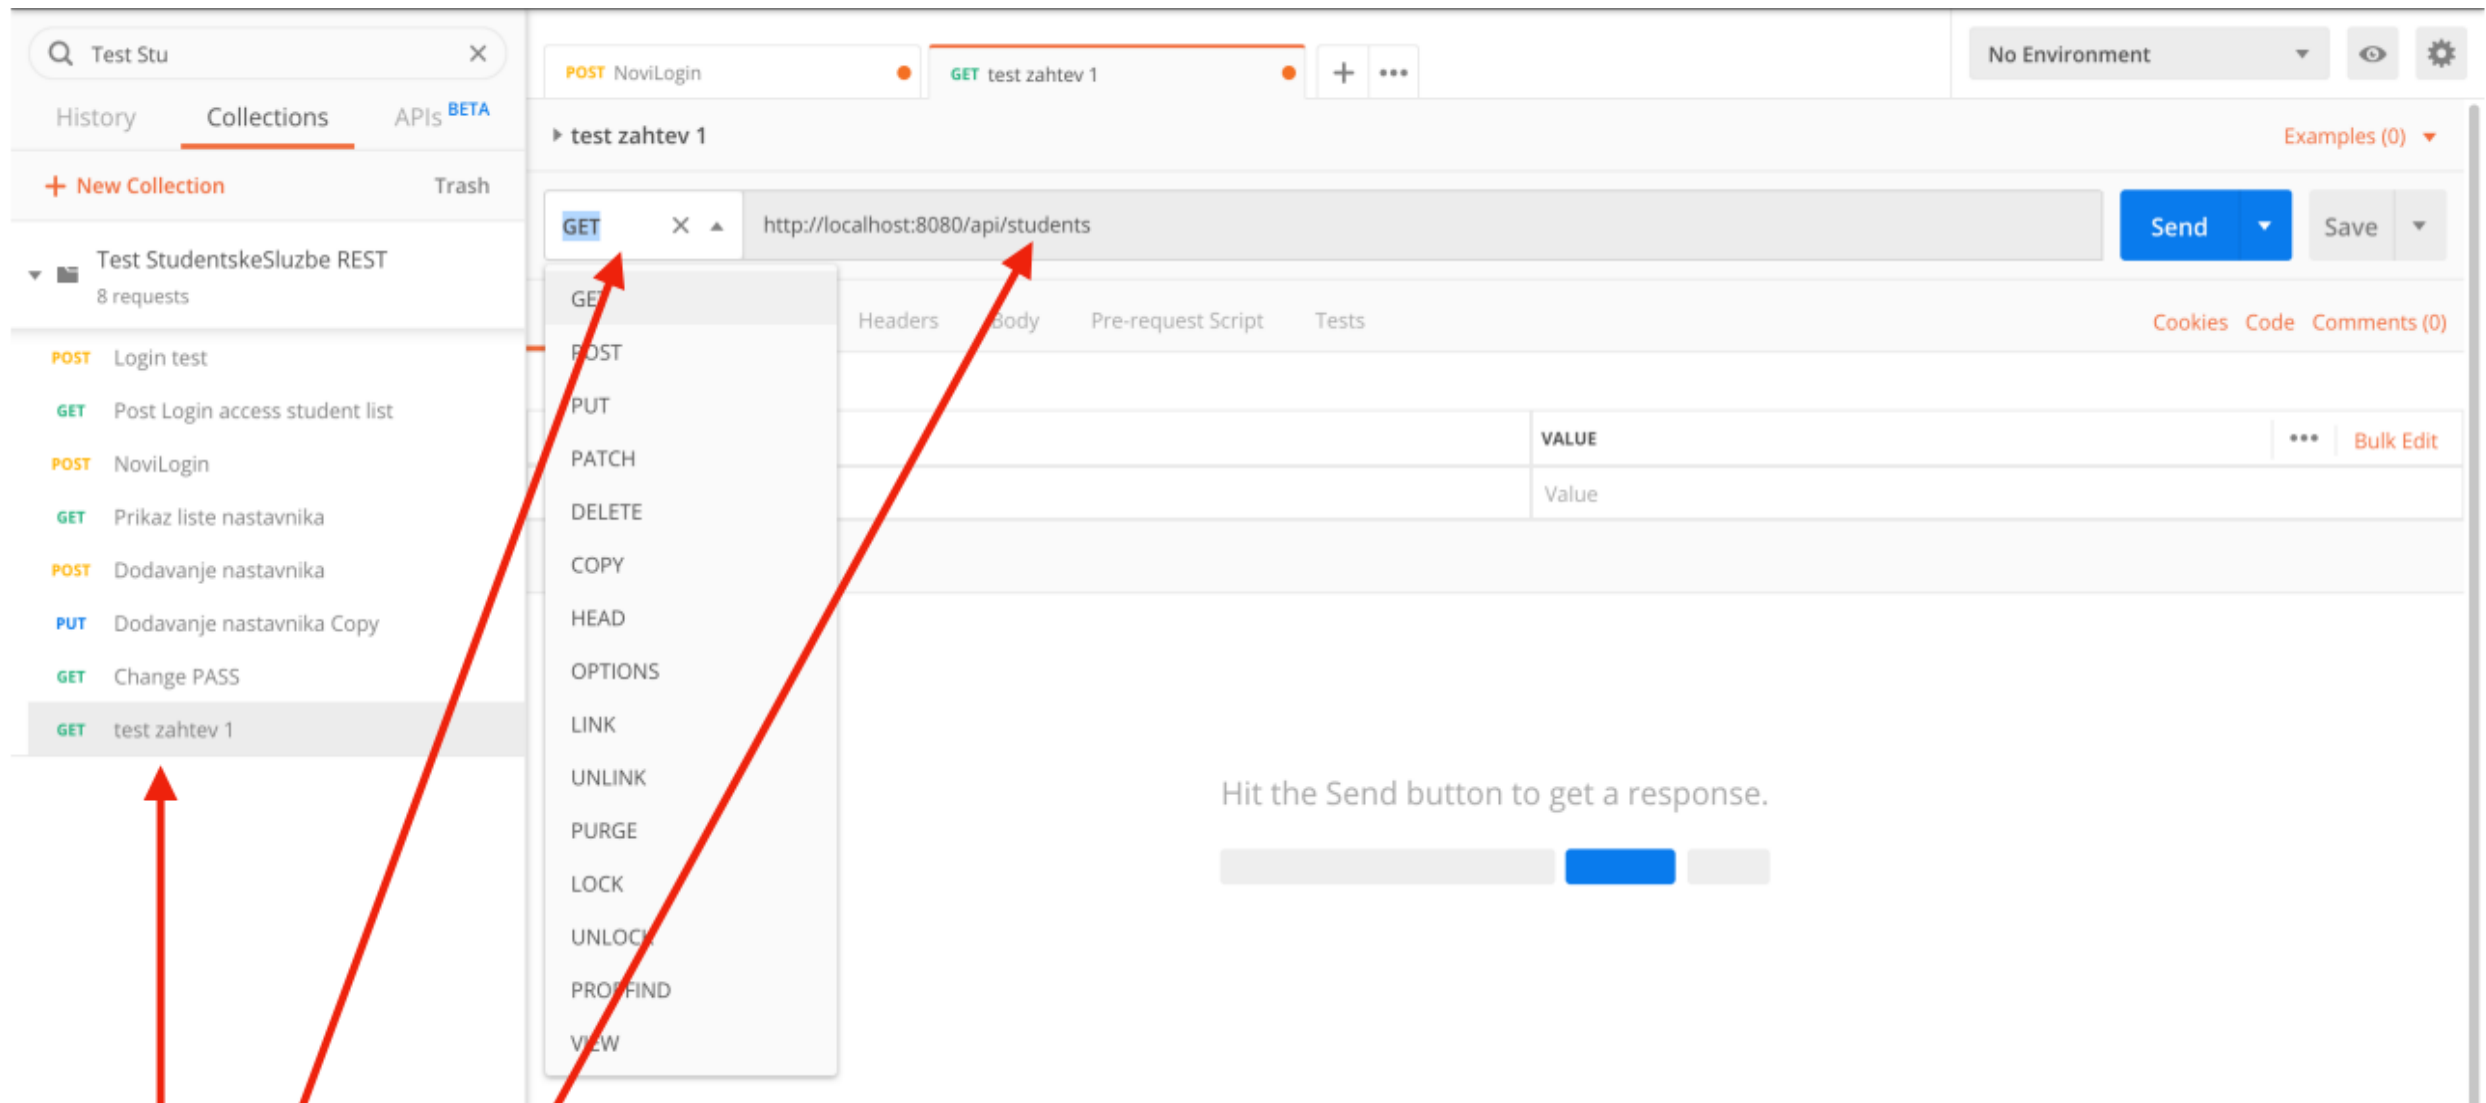 Test Stu
History Collections APIs BETA
+ New Collection Trash
Test StudentskeSluzbe REST
8 requests
POST Login test
GET Post Login access student list
POST NoviLogin
GET Prikaz liste nastavnika
POST Dodavanje nastavnika
PUT Dodavanje nastavnika Copy
GET Change PASS
GET test zahtev 1
POST NoviLogin GET test zahtev 1
No Environment
test zahtev 1
Examples (0)
GET http://localhost:8080/api/students
Send Save
Headers Body Pre-request Script Tests
Cookies Code Comments (0)
GET
POST
PUT
PATCH
DELETE
COPY
HEAD
OPTIONS
LINK
UNLINK
PURGE
LOCK
UNLOCK
PROPFIND
VIEW
VALUE Bulk Edit
Value
Hit the Send button to get a response.